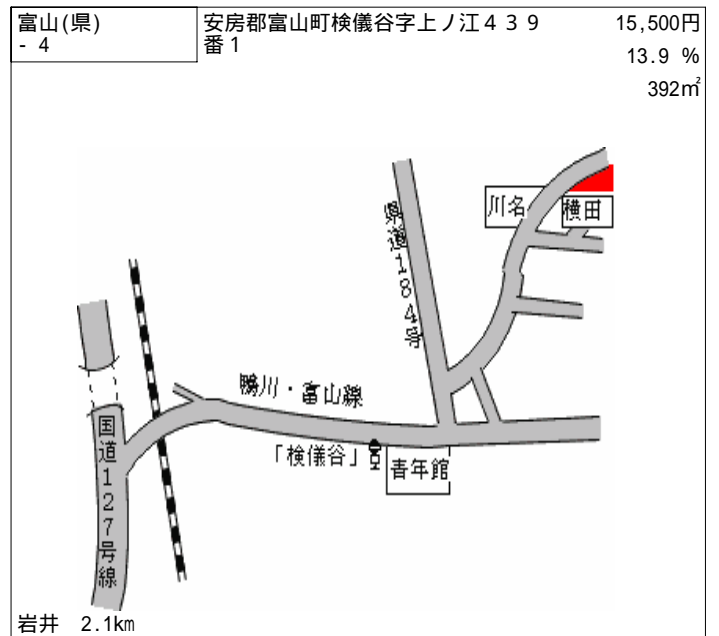 富山(県)
- 4
安房郡富山町検儀谷字上ノ江439
番1
15,500円
13.9 %
392㎡
川名
横田
県道184号
鴨川・富山線
国道127号線
「検儀谷」
青年館
岩井 2.1km